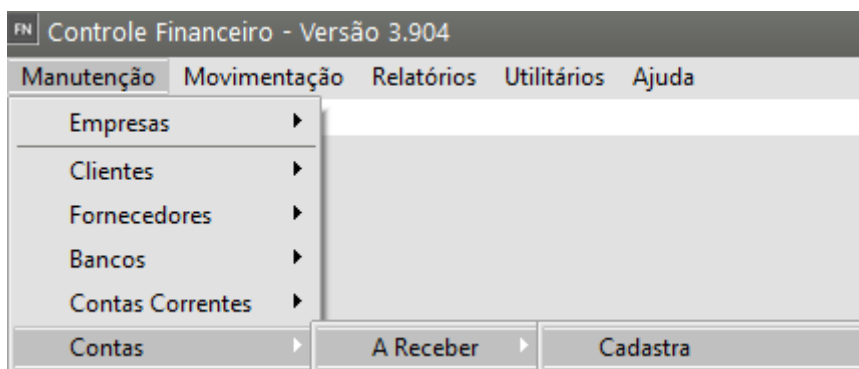 FN Controle Financeiro - Versão 3.904
Manutenção Movimentação Relatórios Utilitários Ajuda
Empresas
Clientes
Fornecedores
Bancos
Contas Correntes
Contas A Receber Cadastra